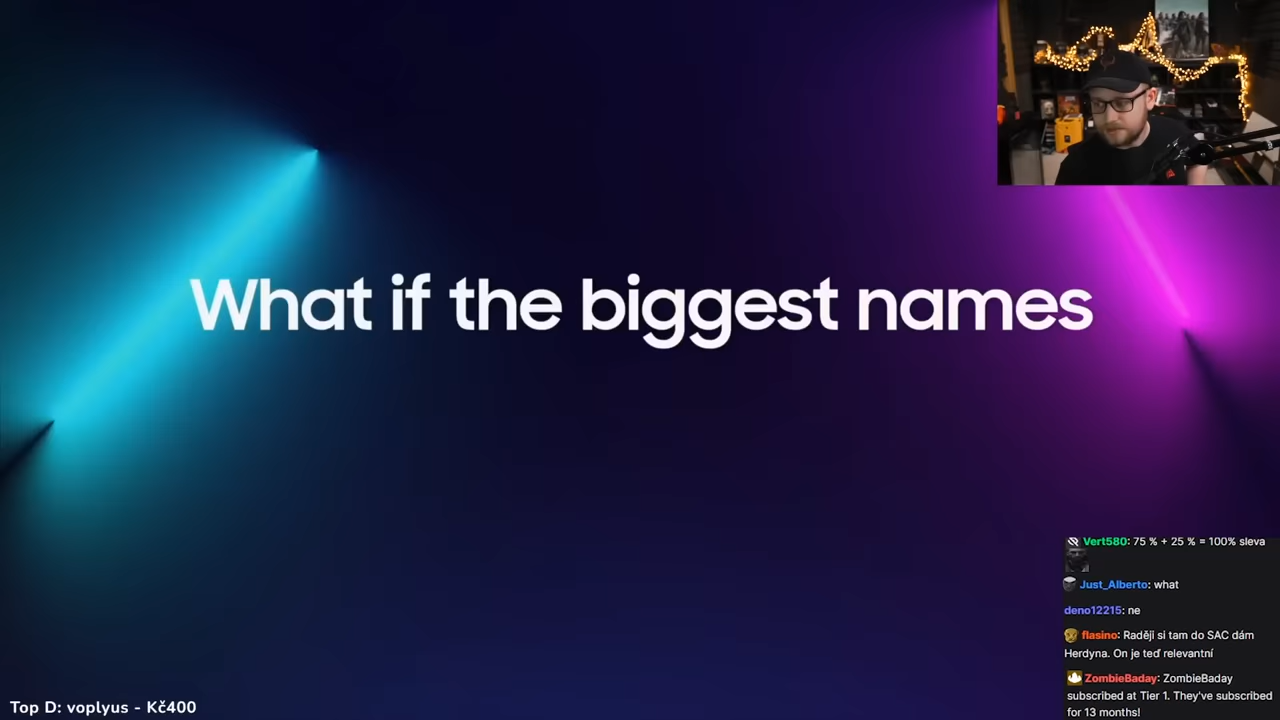 What if the biggest names
Vert580: 75 % + 25 % = 100% sleva
Just_Alberto: what
deno12215: ne
flasino: Raději si tam do SAC dám
Herdyna. On je teď relevantní
ZombieBaday: ZombieBaday
subscribed at Tier 1. They've subscribed
for 13 months!
Top D: voplyus - Kč400